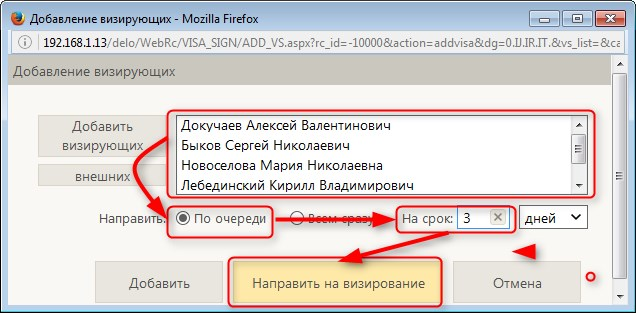 Добавление визирующих - Mozilla Firefox
192.168.1.13/delo/WebRc/VISA_SIGN/ADD_VS.aspx?rc_id=-10000&action=addvisa&dg=0.IJ.IR.IT.&vs_list=&ca
Добавление визирующих
Добавить визирующих
внешних
Докучаев Алексей Валентинович
Быков Сергей Николаевич
Новоселова Мария Николаевна
Лебединский Кирилл Владимирович
Направить: По очереди Всем сразу На срок: 3 дней
Добавить Направить на визирование Отмена